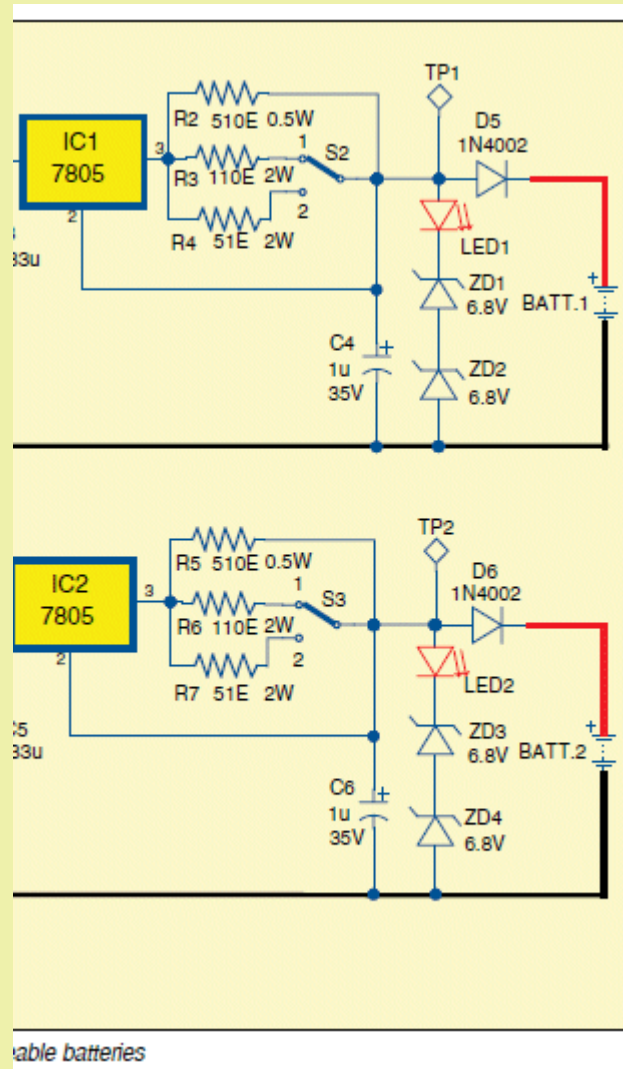 TP1
D5
1N4002
R2 510E 0.5W
IC1
7805
3
1
S2
R3 110E 2W
2
R4 51E 2W
2
33u
LED1
ZD1
6.8V
BATT.1
+
C4
+
1u
35V
ZD2
6.8V
TP2
D6
1N4002
R5 510E 0.5W
IC2
7805
3
1
S3
R6 110E 2W
2
R7 51E 2W
2
C5
33u
LED2
ZD3
6.8V
BATT.2
+
C6
+
1u
35V
ZD4
6.8V
able batteries